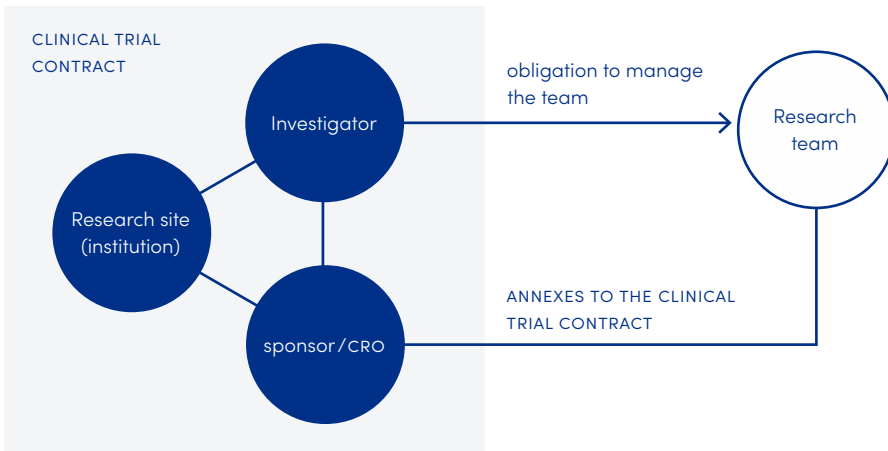 CLINICAL TRIAL
CONTRACT
Investigator
obligation to manage
the team
Research
team
Research site
(institution)
sponsor/CRO
ANNEXES TO THE CLINICAL
TRIAL CONTRACT